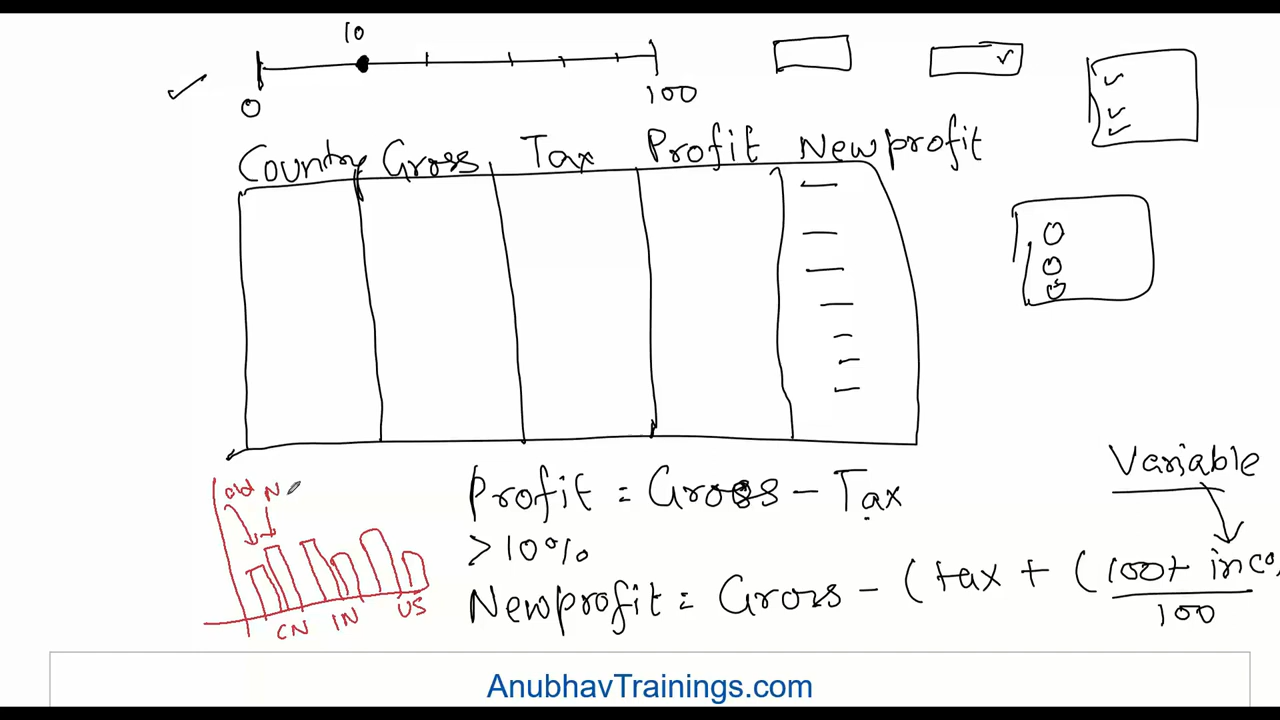 10
0
100
Country Gross Tax Profit Newprofit
old N
CN IN US
Profit = Gross - Tax
>10%
Variable
Newprofit = Gross - (tax + (100+ inco
100
AnubhavTrainings.com